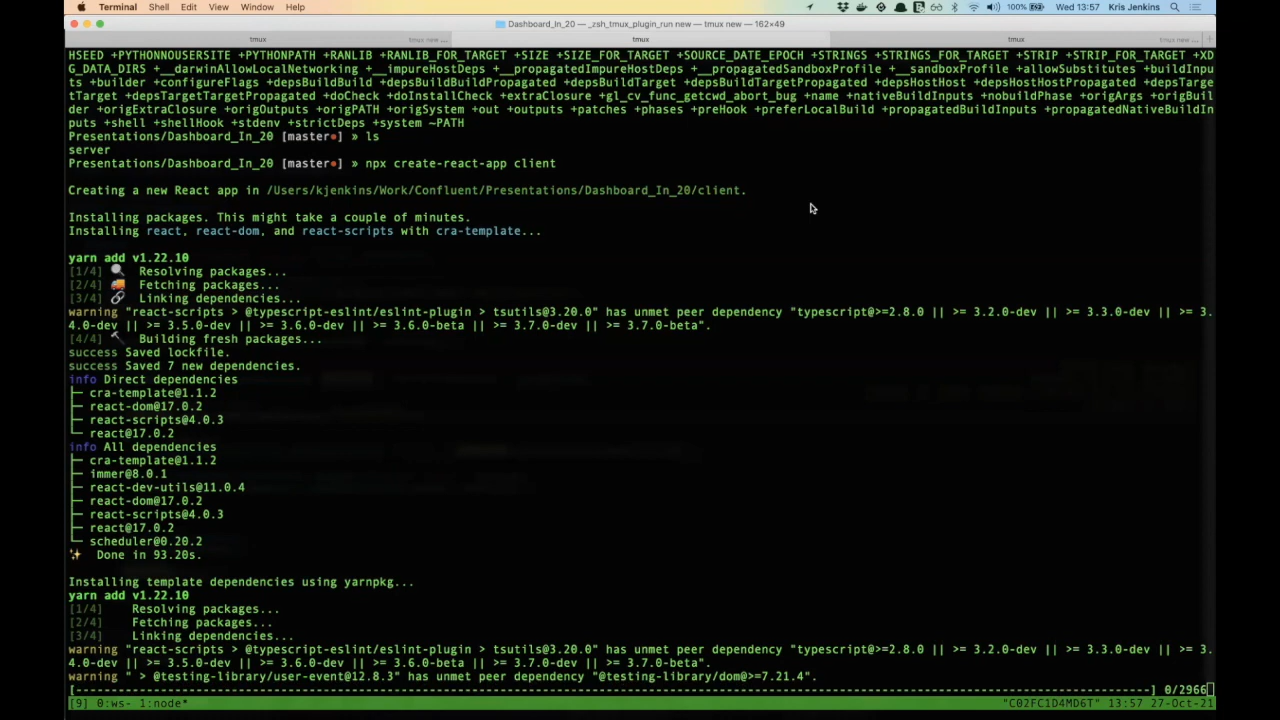 Terminal Shell Edit View Window Help 100% Wed 13:57 Kris Jenkins
Dashboard_In_20 — _zsh_tmux_plugin_run new — tmux new — 162×49
tmux tmux new ... tmux tmux tmux new ...
HSEED +PYTHONNOUSERSITE +PYTHONPATH +RANLIB +RANLIB_FOR_TARGET +SIZE +SIZE_FOR_TARGET +SOURCE_DATE_EPOCH +STRINGS +STRINGS_FOR_TARGET +STRIP +STRIP_FOR_TARGET +XD
G_DATA_DIRS +__darwinAllowLocalNetworking +__impureHostDeps +__propagatedImpureHostDeps +__propagatedSandboxProfile +__sandboxProfile +allowSubstitutes +buildInpu
ts +builder +configureFlags +depsBuildBuild +depsBuildBuildPropagated +depsBuildTarget +depsBuildTargetPropagated +depsHostHost +depsHostHostPropagated +depsTarge
tTarget +depsTargetTargetPropagated +doCheck +doInstallCheck +extraClosure +gl_cv_func_getcwd_abort_bug +name +nativeBuildInputs +nobuildPhase +origArgs +origBuil
der +origExtraClosure +origOutputs +origPATH +origSystem +out +outputs +patches +phases +preHook +preferLocalBuild +propagatedBuildInputs +propagatedNativeBuildIn
puts +shell +shellHook +stdenv +strictDeps +system ~PATH
Presentations/Dashboard_In_20 [master●] » ls
server
Presentations/Dashboard_In_20 [master●] » npx create-react-app client
Creating a new React app in /Users/kjenkins/Work/Confluent/Presentations/Dashboard_In_20/client.
Installing packages. This might take a couple of minutes.
Installing react, react-dom, and react-scripts with cra-template...
yarn add v1.22.10
[1/4] 🔍 Resolving packages...
[2/4] 🚚 Fetching packages...
[3/4] 🔗 Linking dependencies...
warning "react-scripts > @typescript-eslint/eslint-plugin > tsutils@3.20.0" has unmet peer dependency "typescript@>=2.8.0 || >= 3.2.0-dev || >= 3.3.0-dev || >= 3.
4.0-dev || >= 3.5.0-dev || >= 3.6.0-dev || >= 3.6.0-beta || >= 3.7.0-dev || >= 3.7.0-beta".
[4/4] 🔨 Building fresh packages...
success Saved lockfile.
success Saved 7 new dependencies.
info Direct dependencies
├─ cra-template@1.1.2
├─ react-dom@17.0.2
├─ react-scripts@4.0.3
└─ react@17.0.2
info All dependencies
├─ cra-template@1.1.2
├─ immer@8.0.1
├─ react-dev-utils@11.0.4
├─ react-dom@17.0.2
├─ react-scripts@4.0.3
├─ react@17.0.2
└─ scheduler@0.20.2
✨ Done in 93.20s.
Installing template dependencies using yarnpkg...
yarn add v1.22.10
[1/4] Resolving packages...
[2/4] Fetching packages...
[3/4] Linking dependencies...
warning "react-scripts > @typescript-eslint/eslint-plugin > tsutils@3.20.0" has unmet peer dependency "typescript@>=2.8.0 || >= 3.2.0-dev || >= 3.3.0-dev || >= 3.
4.0-dev || >= 3.5.0-dev || >= 3.6.0-dev || >= 3.6.0-beta || >= 3.7.0-dev || >= 3.7.0-beta".
warning " > @testing-library/user-event@12.8.3" has unmet peer dependency "@testing-library/dom@>=7.21.4".
[----------------------------------------------------------------------------------------------------------------------------------------------------------] 0/2966
[9] 0:ws- 1:node* "C02FC1D4MD6T" 13:57 27-Oct-21